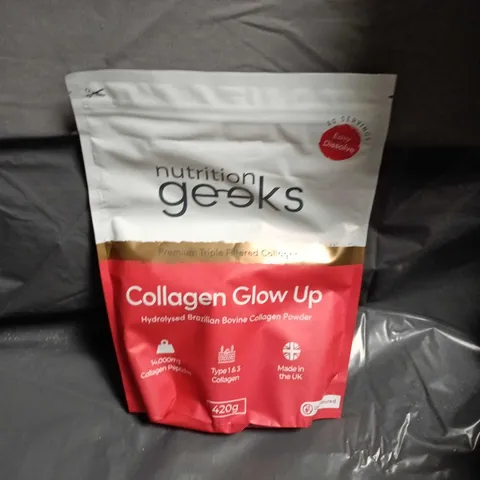 40 SERVINGS
Easy
Dissolve
nutrition
geeks
Premium Triple Filtered Collagen
Collagen Glow Up
Hydrolysed Brazilian Bovine Collagen Powder
14,000mg
Collagen Peptides
Type 1 & 3
Collagen
Made in
the UK
420g